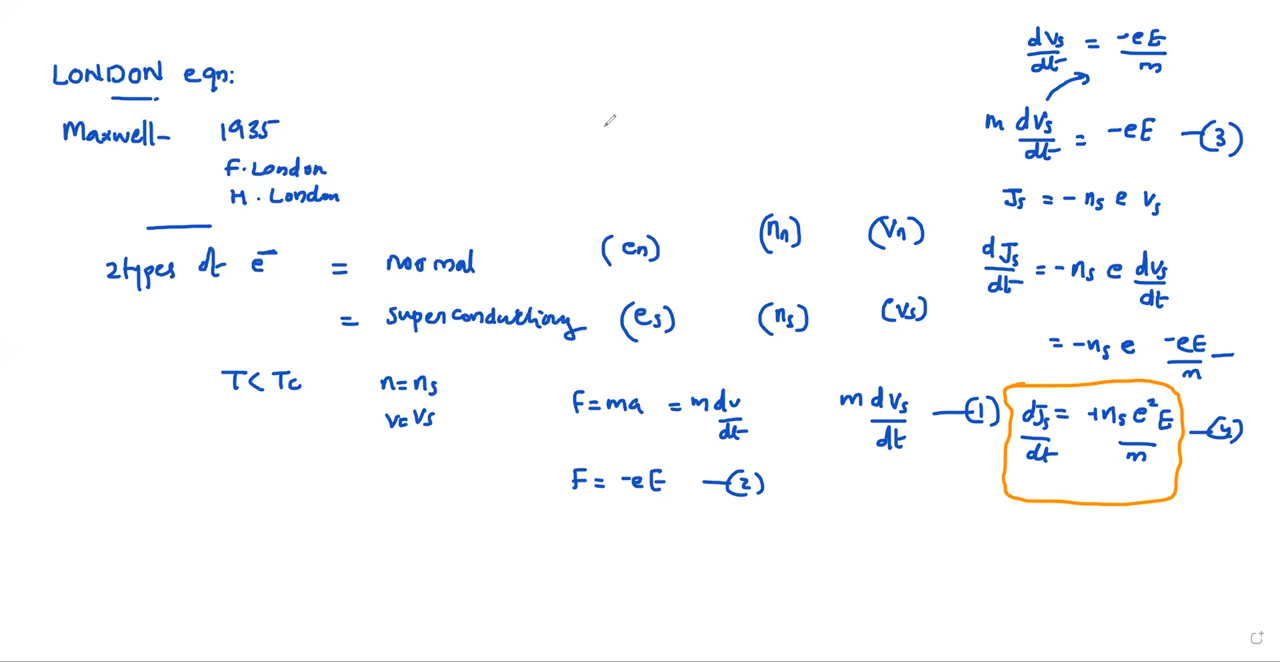 LONDON eqn:
Maxwell- 1935
F. London
H. London
2types of e⁻ = normal (en) (nn) (Vn)
= superconducting (es) (ns) (Vs)
T< Tc n=ns
v=Vs
F=ma = m dv/dt m dVs/dt —(1)
F= -eE —(2)
dVs/dt = -eE/m
m dVs/dt = -eE —(3)
Js = -ns e Vs
dJs/dt = -ns e dvs/dt
= -ns e -eE/m —
dJs/dt = +ns e² E/m —(4)